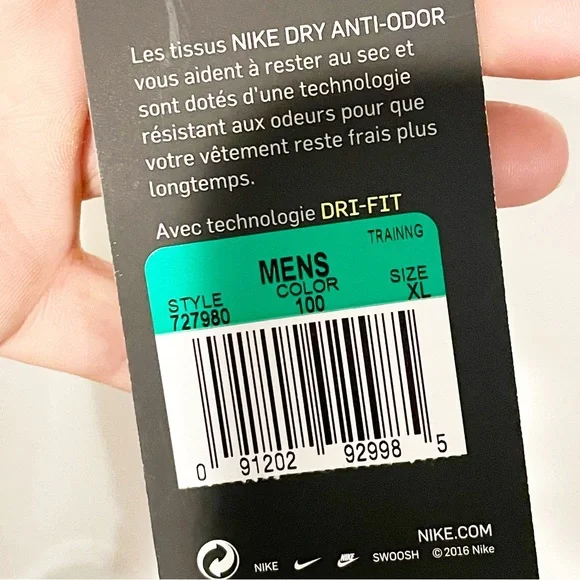 Les tissus NIKE DRY ANTI-ODOR
vous aident à rester au sec et
sont dotés d'une technologie
résistant aux odeurs pour que
votre vêtement reste frais plus
longtemps.
Avec technologie DRI-FIT
TRAINNG
MENS
STYLE COLOR SIZE
727980 100 XL
0 91202 92998 5
NIKE.COM
NIKE NIKE SWOOSH ©2016 Nike